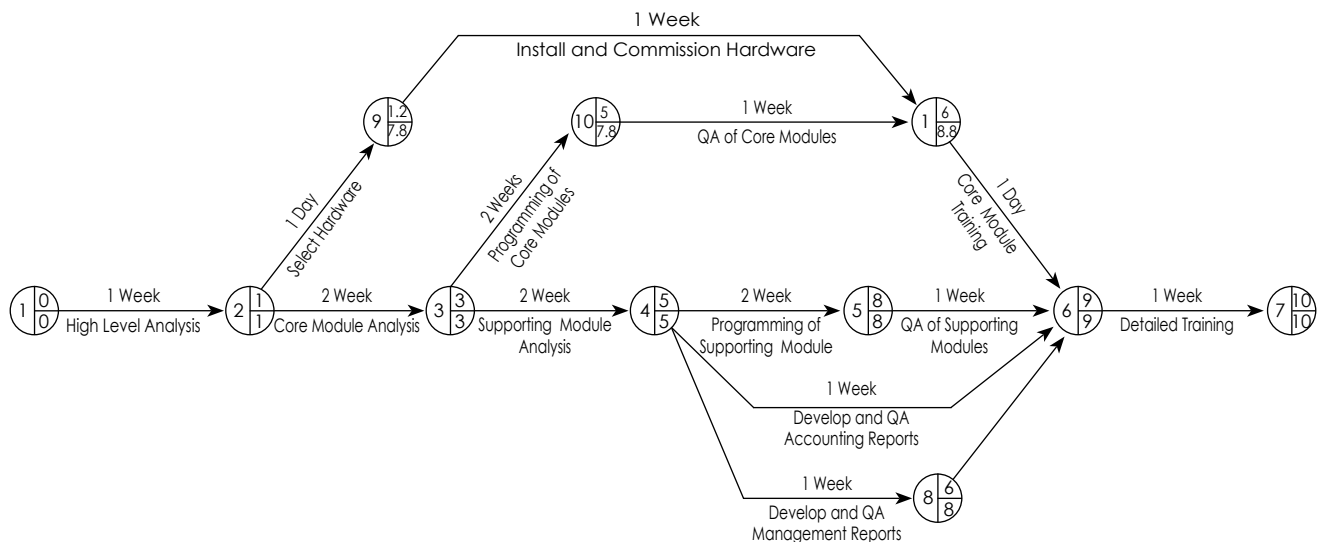 1 Week
Install and Commission Hardware
9 1.2 7.8
10 5 7.8
1 Week
QA of Core Modules
1 6 8.8
1 Day
Select Hardware
2 Weeks
Programming of
Core Modules
1 Day
Core Module
Training
1 0 0
1 Week
High Level Analysis
2 1 1
2 Week
Core Module Analysis
3 3 3
2 Week
Supporting Module
Analysis
4 5 5
2 Week
Programming of
Supporting Module
5 8 8
1 Week
QA of Supporting
Modules
6 9 9
1 Week
Detailed Training
7 10 10
1 Week
Develop and QA
Accounting Reports
1 Week
Develop and QA
Management Reports
8 6 8